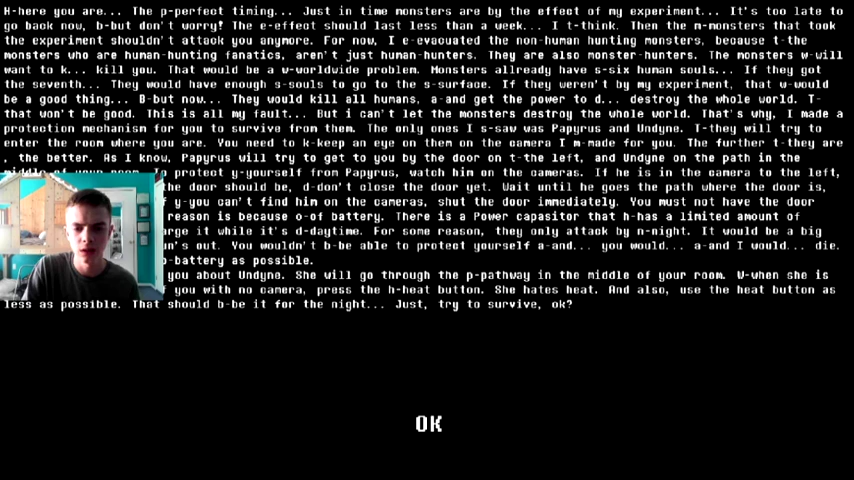 H-here you are... The p-perfect timing... Just in time monsters are by the effect of my experiment... It's too late to
go back now, b-but don't worry! The e-effect should last less than a week... I t-think. Then the m-monsters that took
the experiment shouldn't attack you anymore. For now, I e-evacuated the non-human hunting monsters, because t-the
monsters who are human-hunting fanatics, aren't just human-hunters. They are also monster-hunters. The monsters w-will
want to k... kill you. That would be a w-worldwide problem. Monsters allready have s-six human souls... If they got
the seventh... They would have enough s-souls to go to the s-surface. If they weren't by my experiment, that w-would
be a good thing... B-but now... They would kill all humans, a-and get the power to d... destroy the whole world. T-
that won't be good. This is all my fault... But i can't let the monsters destroy the whole world. That's why, I made a
protection mechanism for you to survive from them. The only ones I s-saw was Papyrus and Undyne. T-they will try to
enter the room where you are. You need to k-keep an eye on them on the camera I m-made for you. The further t-they are
, the better. As I know, Papyrus will try to get to you by the door on t-the left, and Undyne on the path in the
middle of your room. To protect y-yourself from Papyrus, watch him on the cameras. If he is in the camera to the left,
the door should be, d-don't close the door yet. Wait until he goes the path where the door is,
f y-you can't find him on the cameras, shut the door immediately. You must not have the door
reason is because o-of battery. There is a Power capasitor that h-has a limited amount of
arge it while it's d-daytime. For some reason, they only attack by n-night. It would be a big
n's out. You wouldn't b-be able to protect yourself a-and... you would... a-and I would... die.
-battery as possible.
you about Undyne. She will go through the p-pathway in the middle of your room. W-when she is
f you with no camera, press the h-heat button. She hates heat. And also, use the heat button as
less as possible. That should b-be it for the night... Just, try to survive, ok?
OK